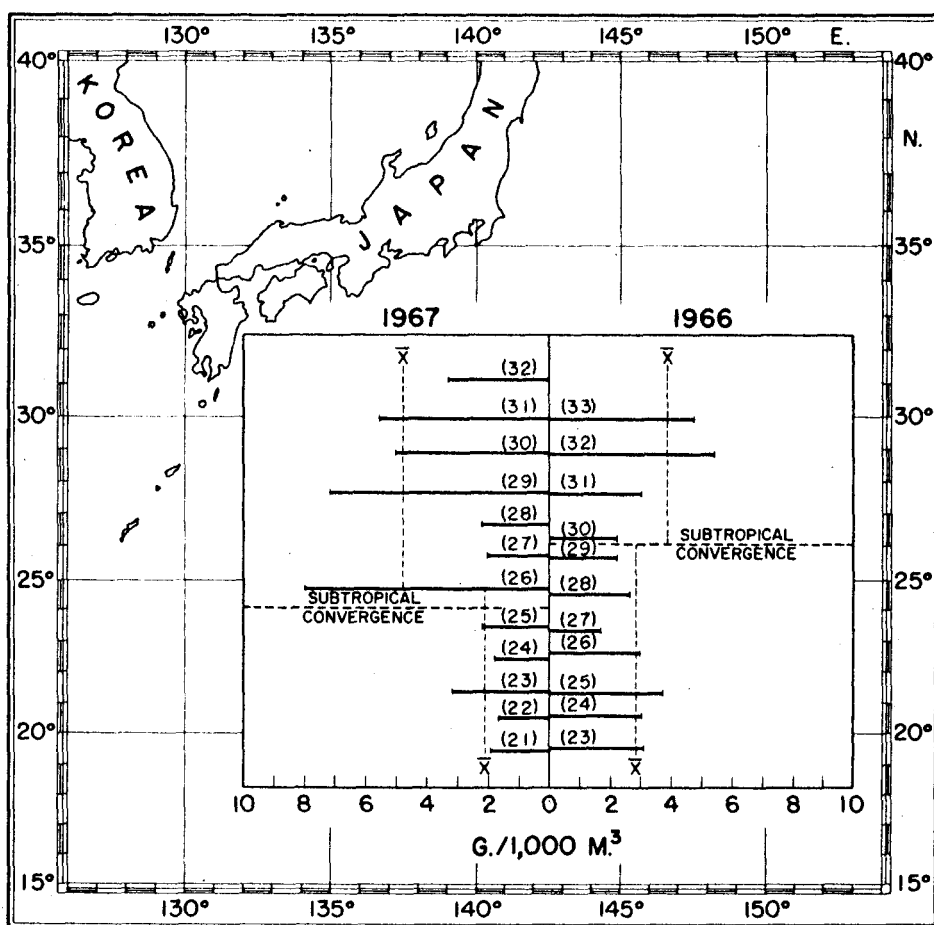 130° 135° 140° 145° 150° E.
40° 40°
KOREA
JAPAN
N.
35° 35°
1967 1966
X̄ X̄
(32)
(31) (33)
30° (30) (32) 30°
(29) (31)
(28) (30)
SUBTROPICAL
(27) (29) CONVERGENCE
25° (26) (28) 25°
SUBTROPICAL
CONVERGENCE
(25) (27)
(24) (26)
(23) (25)
(22) (24)
20° (21) (23) 20°
X̄ X̄
10 8 6 4 2 0 2 4 6 8 10
G./1,000 M.³
15° 15°
130° 135° 140° 145° 150°